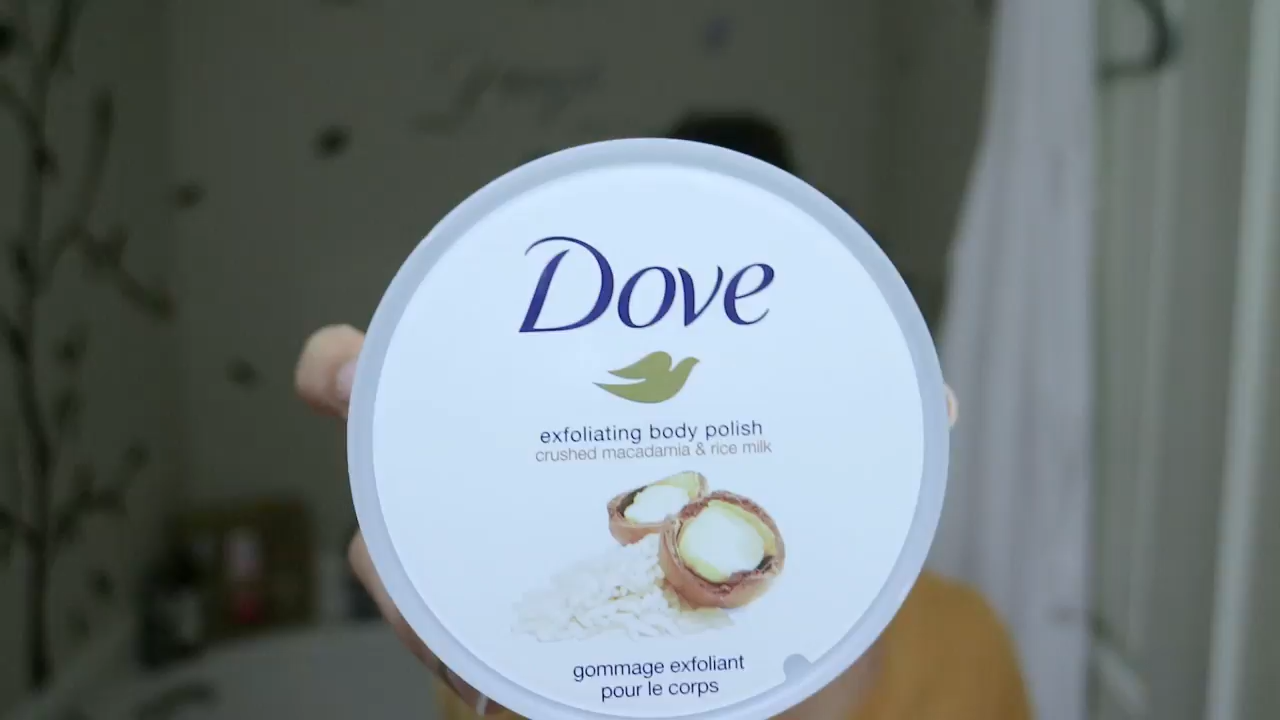 Dove
exfoliating body polish
crushed macadamia & rice milk
gommage exfoliant
pour le corps